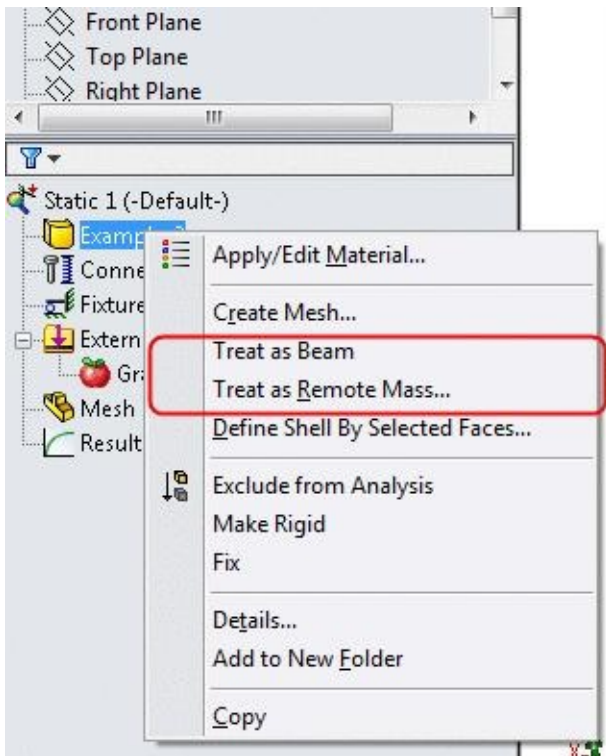 Front Plane
Top Plane
Right Plane
Static 1 (-Default-)
Apply/Edit Material...
Create Mesh...
Treat as Beam
Treat as Remote Mass...
Define Shell By Selected Faces...
Exclude from Analysis
Make Rigid
Fix
Details...
Add to New Folder
Copy
Conne
Fixture
Extern
Gr
Mesh
Result